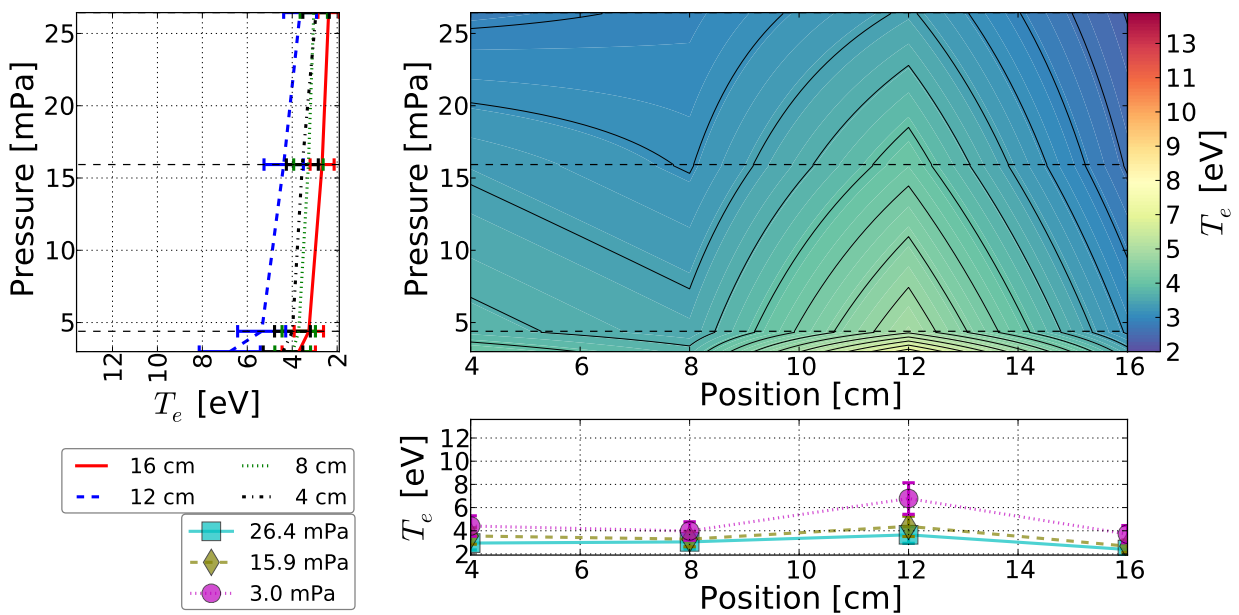 25
20
15
10
5
Pressure [mPa]
12 10 8 6 4 2
T_e [eV]
25
20
15
10
5
Pressure [mPa]
4 6 8 10 12 14 16
Position [cm]
13
11
10
9
8
7
5
4
3
2
T_e [eV]
16 cm 8 cm
12 cm 4 cm
26.4 mPa
15.9 mPa
3.0 mPa
12
10
8
6
4
2
T_e [eV]
4 6 8 10 12 14 16
Position [cm]